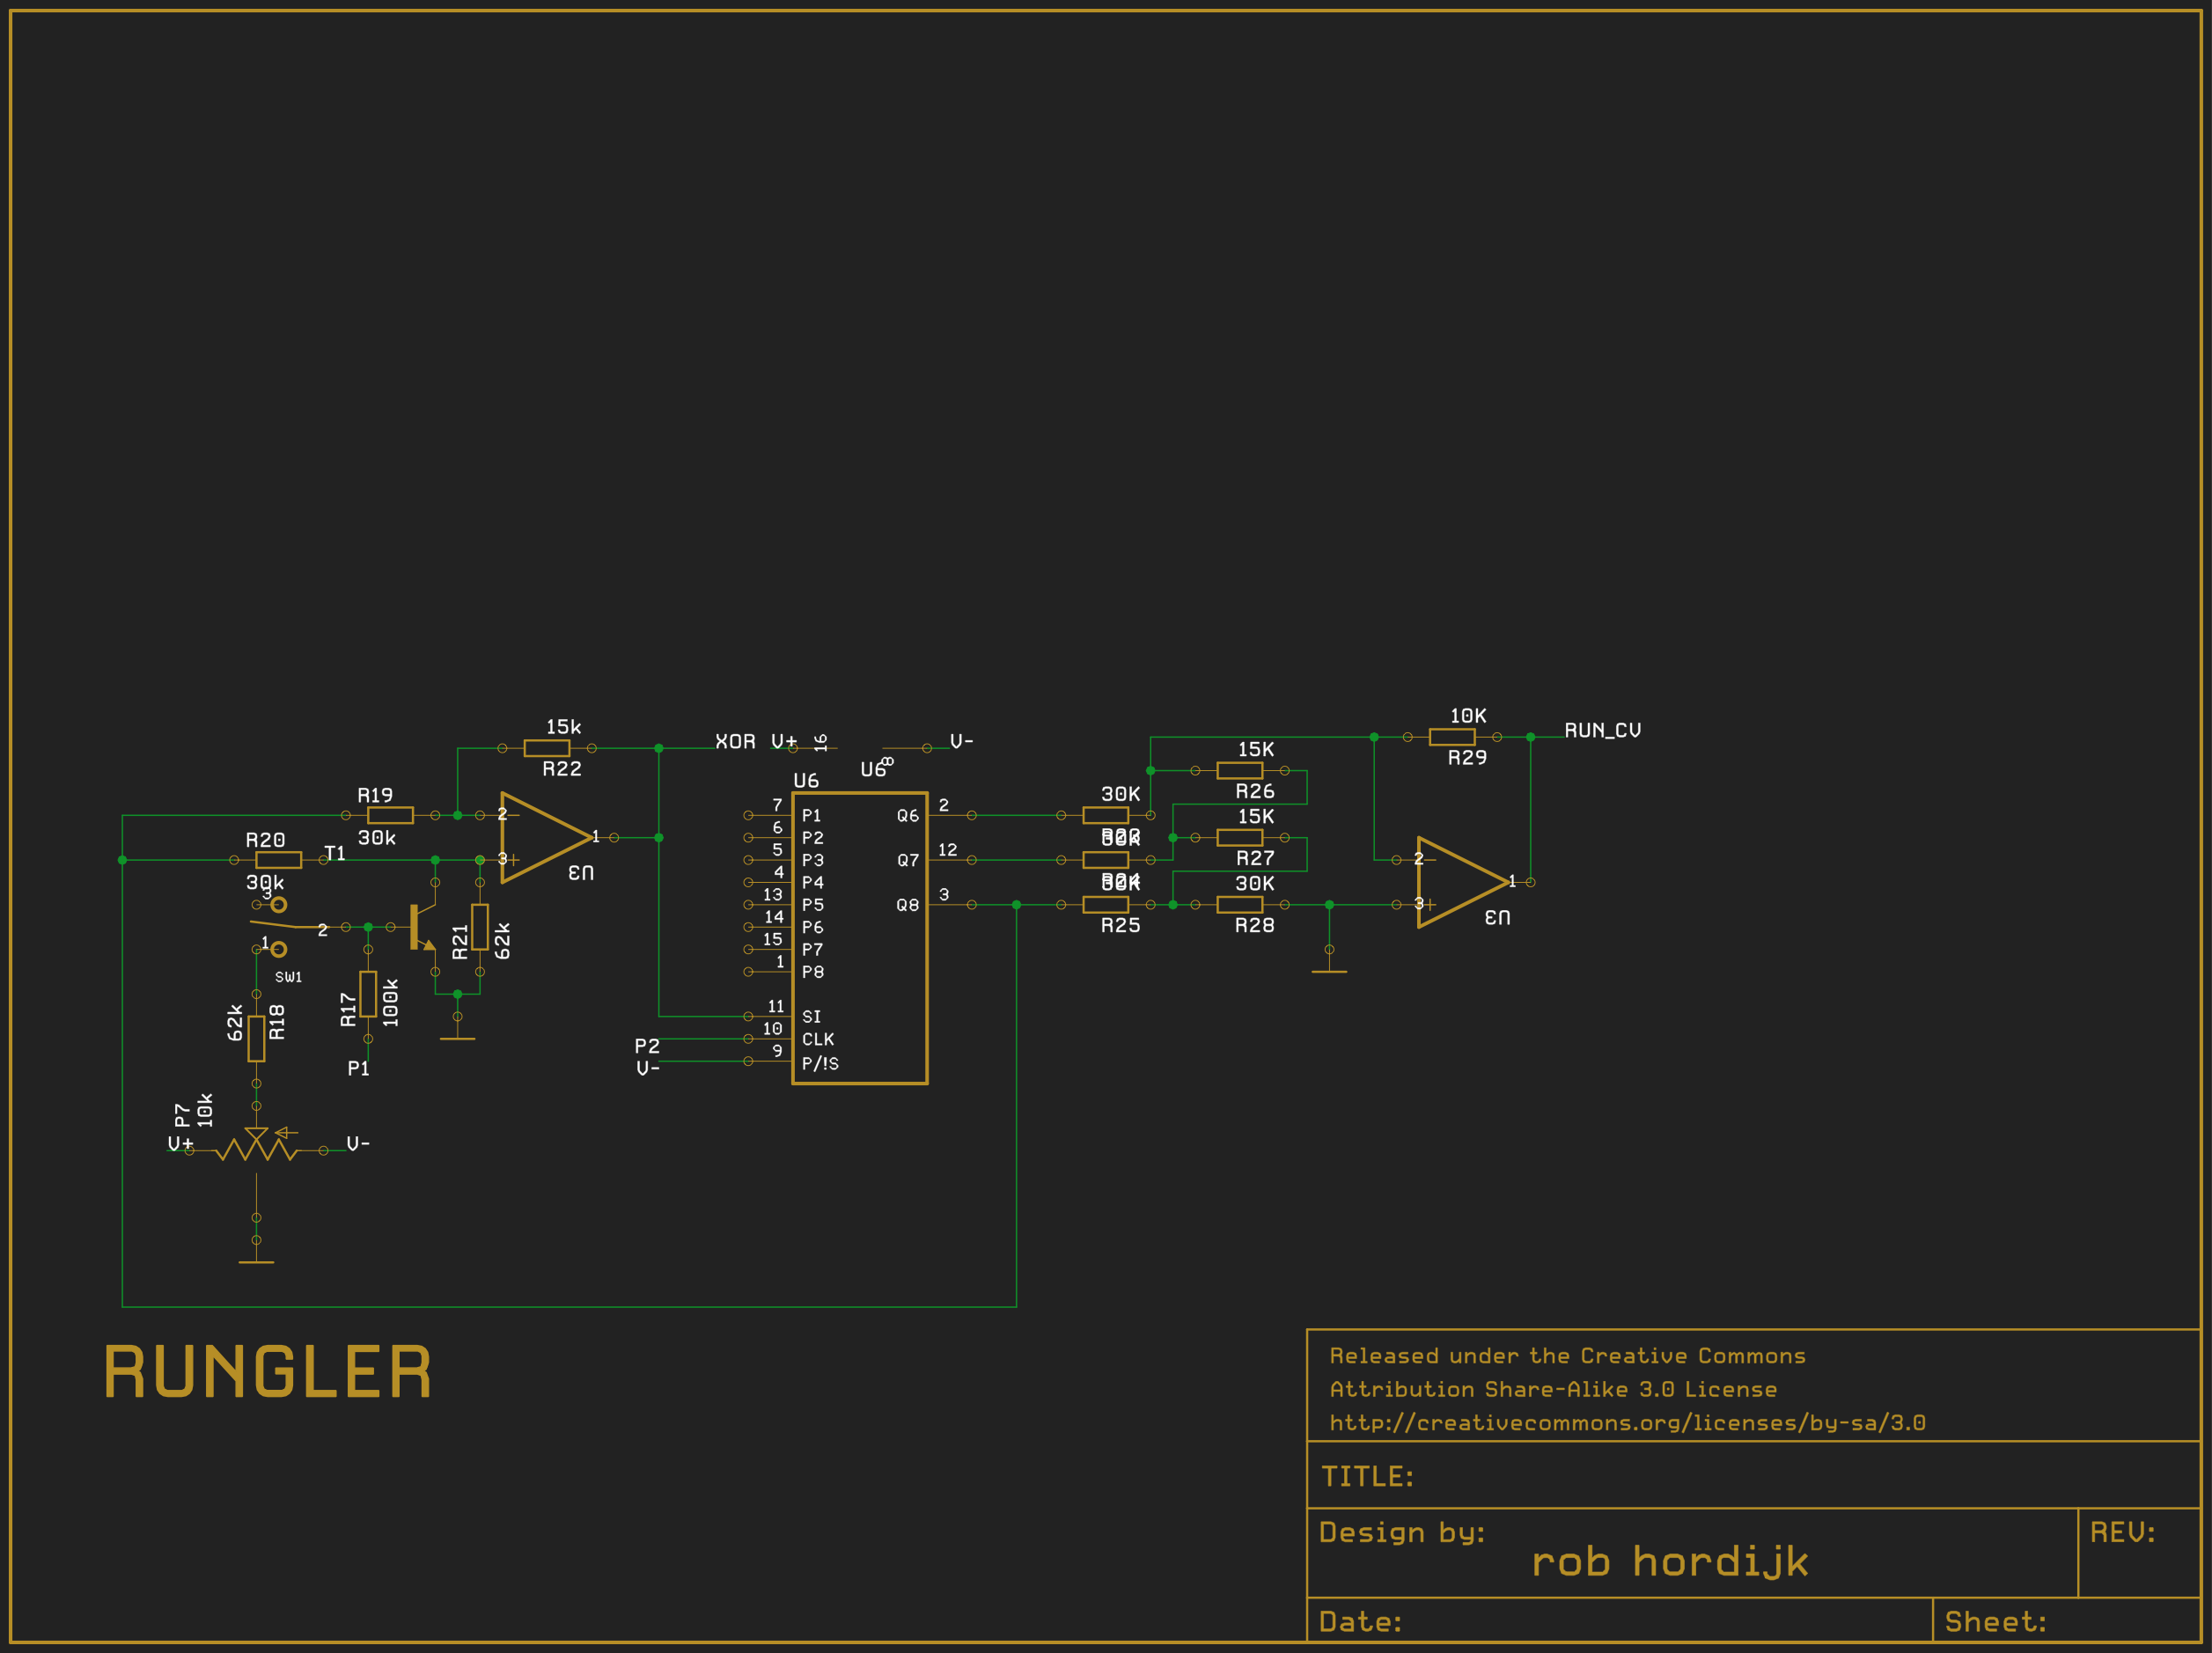 10K
RUN_CV
R29
15k
XOR
V+
16
V-
15K
R22
U6
8
U6
R26
R19
30K
7
P1
Q6
2
2
15K
30k
6
P2
1
R20
T1
5
P3
Q7
12
R27
3
2
U3
30k
4
P4
30K
1
3
13
P5
Q8
3
3
2
14
P6
R25
R28
U3
1
R21
62k
15
P7
SW1
1
P8
62k
R18
R17
100k
11
SI
10
CLK
P2
9
P/!S
V-
P1
P7
10k
V+
V-
RUNGLER
Released under the Creative Commons
Attribution Share-Alike 3.0 License
http://creativecommons.org/licenses/by-sa/3.0
TITLE:
Design by:
REV:
rob hordijk
Date:
Sheet: